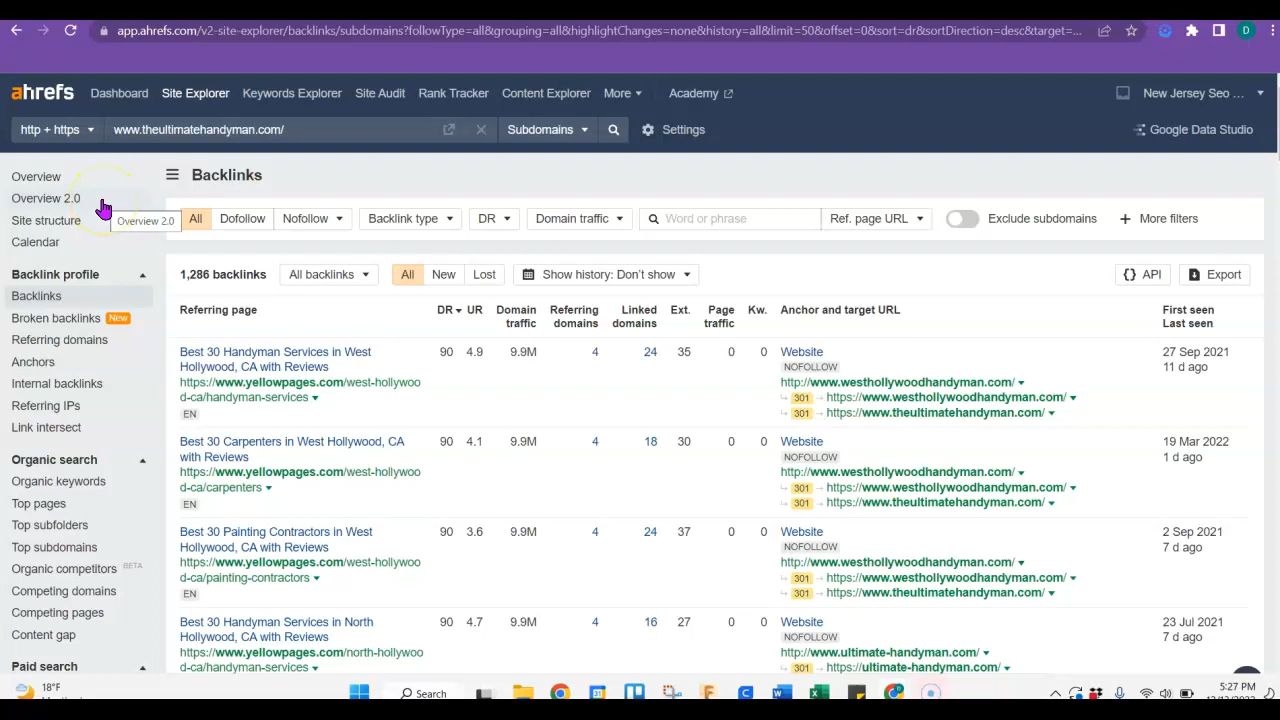 app.ahrefs.com/v2-site-explorer/backlinks/subdomains?followType=all&grouping=all&highlightChanges=none&history=all&limit=50&offset=0&sort=dr&sortDirection=desc&target=...
D
ahrefs Dashboard Site Explorer Keywords Explorer Site Audit Rank Tracker Content Explorer More Academy New Jersey Seo ...
http + https www.theultimatehandyman.com/ Subdomains Settings Google Data Studio
Overview
Overview 2.0
Overview 2.0
Site structure
Calendar
Backlink profile
Backlinks
Broken backlinks New
Referring domains
Anchors
Internal backlinks
Referring IPs
Link intersect
Organic search
Organic keywords
Top pages
Top subfolders
Top subdomains
Organic competitors BETA
Competing domains
Competing pages
Content gap
Paid search
Backlinks
All Dofollow Nofollow Backlink type DR Domain traffic Word or phrase Ref. page URL Exclude subdomains + More filters
1,286 backlinks All backlinks All New Lost Show history: Don't show {} API Export
Referring page DR UR Domain traffic Referring domains Linked domains Ext. Page traffic Kw. Anchor and target URL First seen Last seen
Best 30 Handyman Services in West 90 4.9 9.9M 4 24 35 0 0 Website 27 Sep 2021
Hollywood, CA with Reviews NOFOLLOW 11 d ago
https://www.yellowpages.com/west-hollywoo http://www.westhollywoodhandyman.com/
d-ca/handyman-services 301 https://www.westhollywoodhandyman.com/
EN 301 https://www.theultimatehandyman.com/
Best 30 Carpenters in West Hollywood, CA 90 4.1 9.9M 4 18 30 0 0 Website 19 Mar 2022
with Reviews NOFOLLOW 1 d ago
https://www.yellowpages.com/west-hollywoo http://www.westhollywoodhandyman.com/
d-ca/carpenters 301 https://www.westhollywoodhandyman.com/
EN 301 https://www.theultimatehandyman.com/
Best 30 Painting Contractors in West 90 3.6 9.9M 4 24 37 0 0 Website 2 Sep 2021
Hollywood, CA with Reviews NOFOLLOW 7 d ago
https://www.yellowpages.com/west-hollywoo http://www.westhollywoodhandyman.com/
d-ca/painting-contractors 301 https://www.westhollywoodhandyman.com/
EN 301 https://www.theultimatehandyman.com/
Best 30 Handyman Services in North 90 4.7 9.9M 4 16 27 0 0 Website 23 Jul 2021
Hollywood, CA with Reviews NOFOLLOW 7 d ago
https://www.yellowpages.com/north-hollywoo http://www.ultimate-handyman.com/
d-ca/handyman-services 301 https://ultimate-handyman.com/
18°F Search 5:27 PM